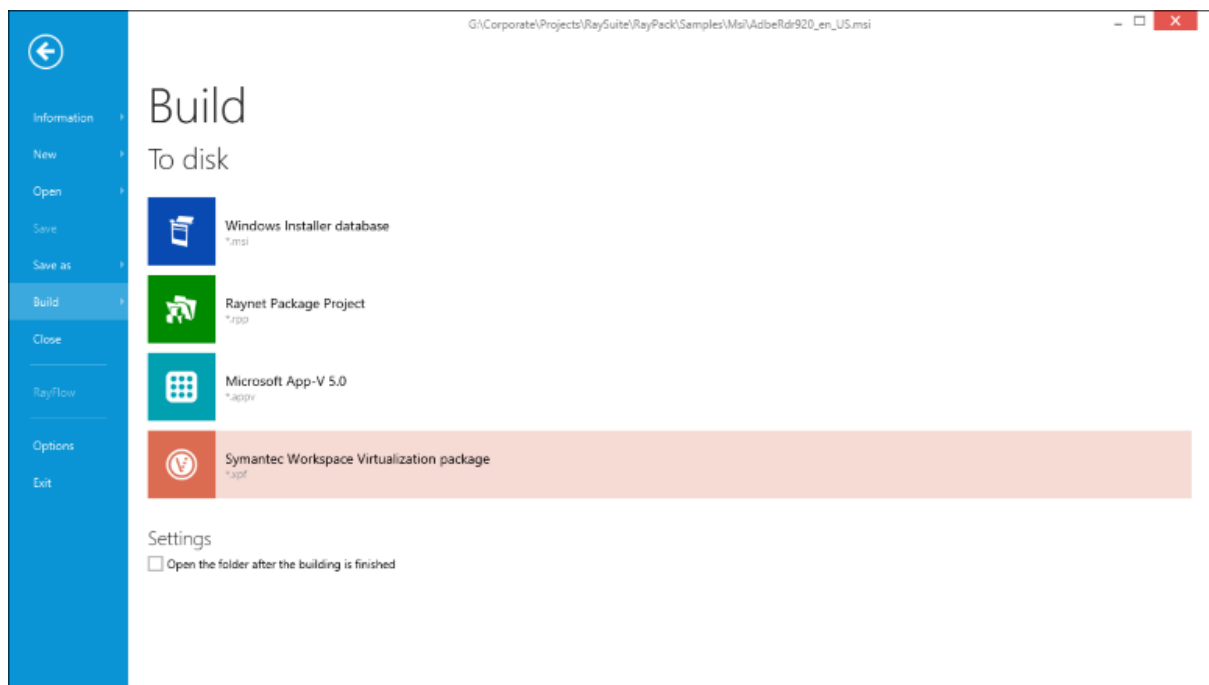 G:\Corporate\Projects\RaySuite\RayPack\Samples\Msi\AdbeRdr920_en_US.msi
Information
New
Open
Save
Save as
Build
Close
RayFlow
Options
Exit
Build
To disk
Windows Installer database
*.msi
Raynet Package Project
*.rpp
Microsoft App-V 5.0
*.appv
Symantec Workspace Virtualization package
*.xpf
Settings
Open the folder after the building is finished